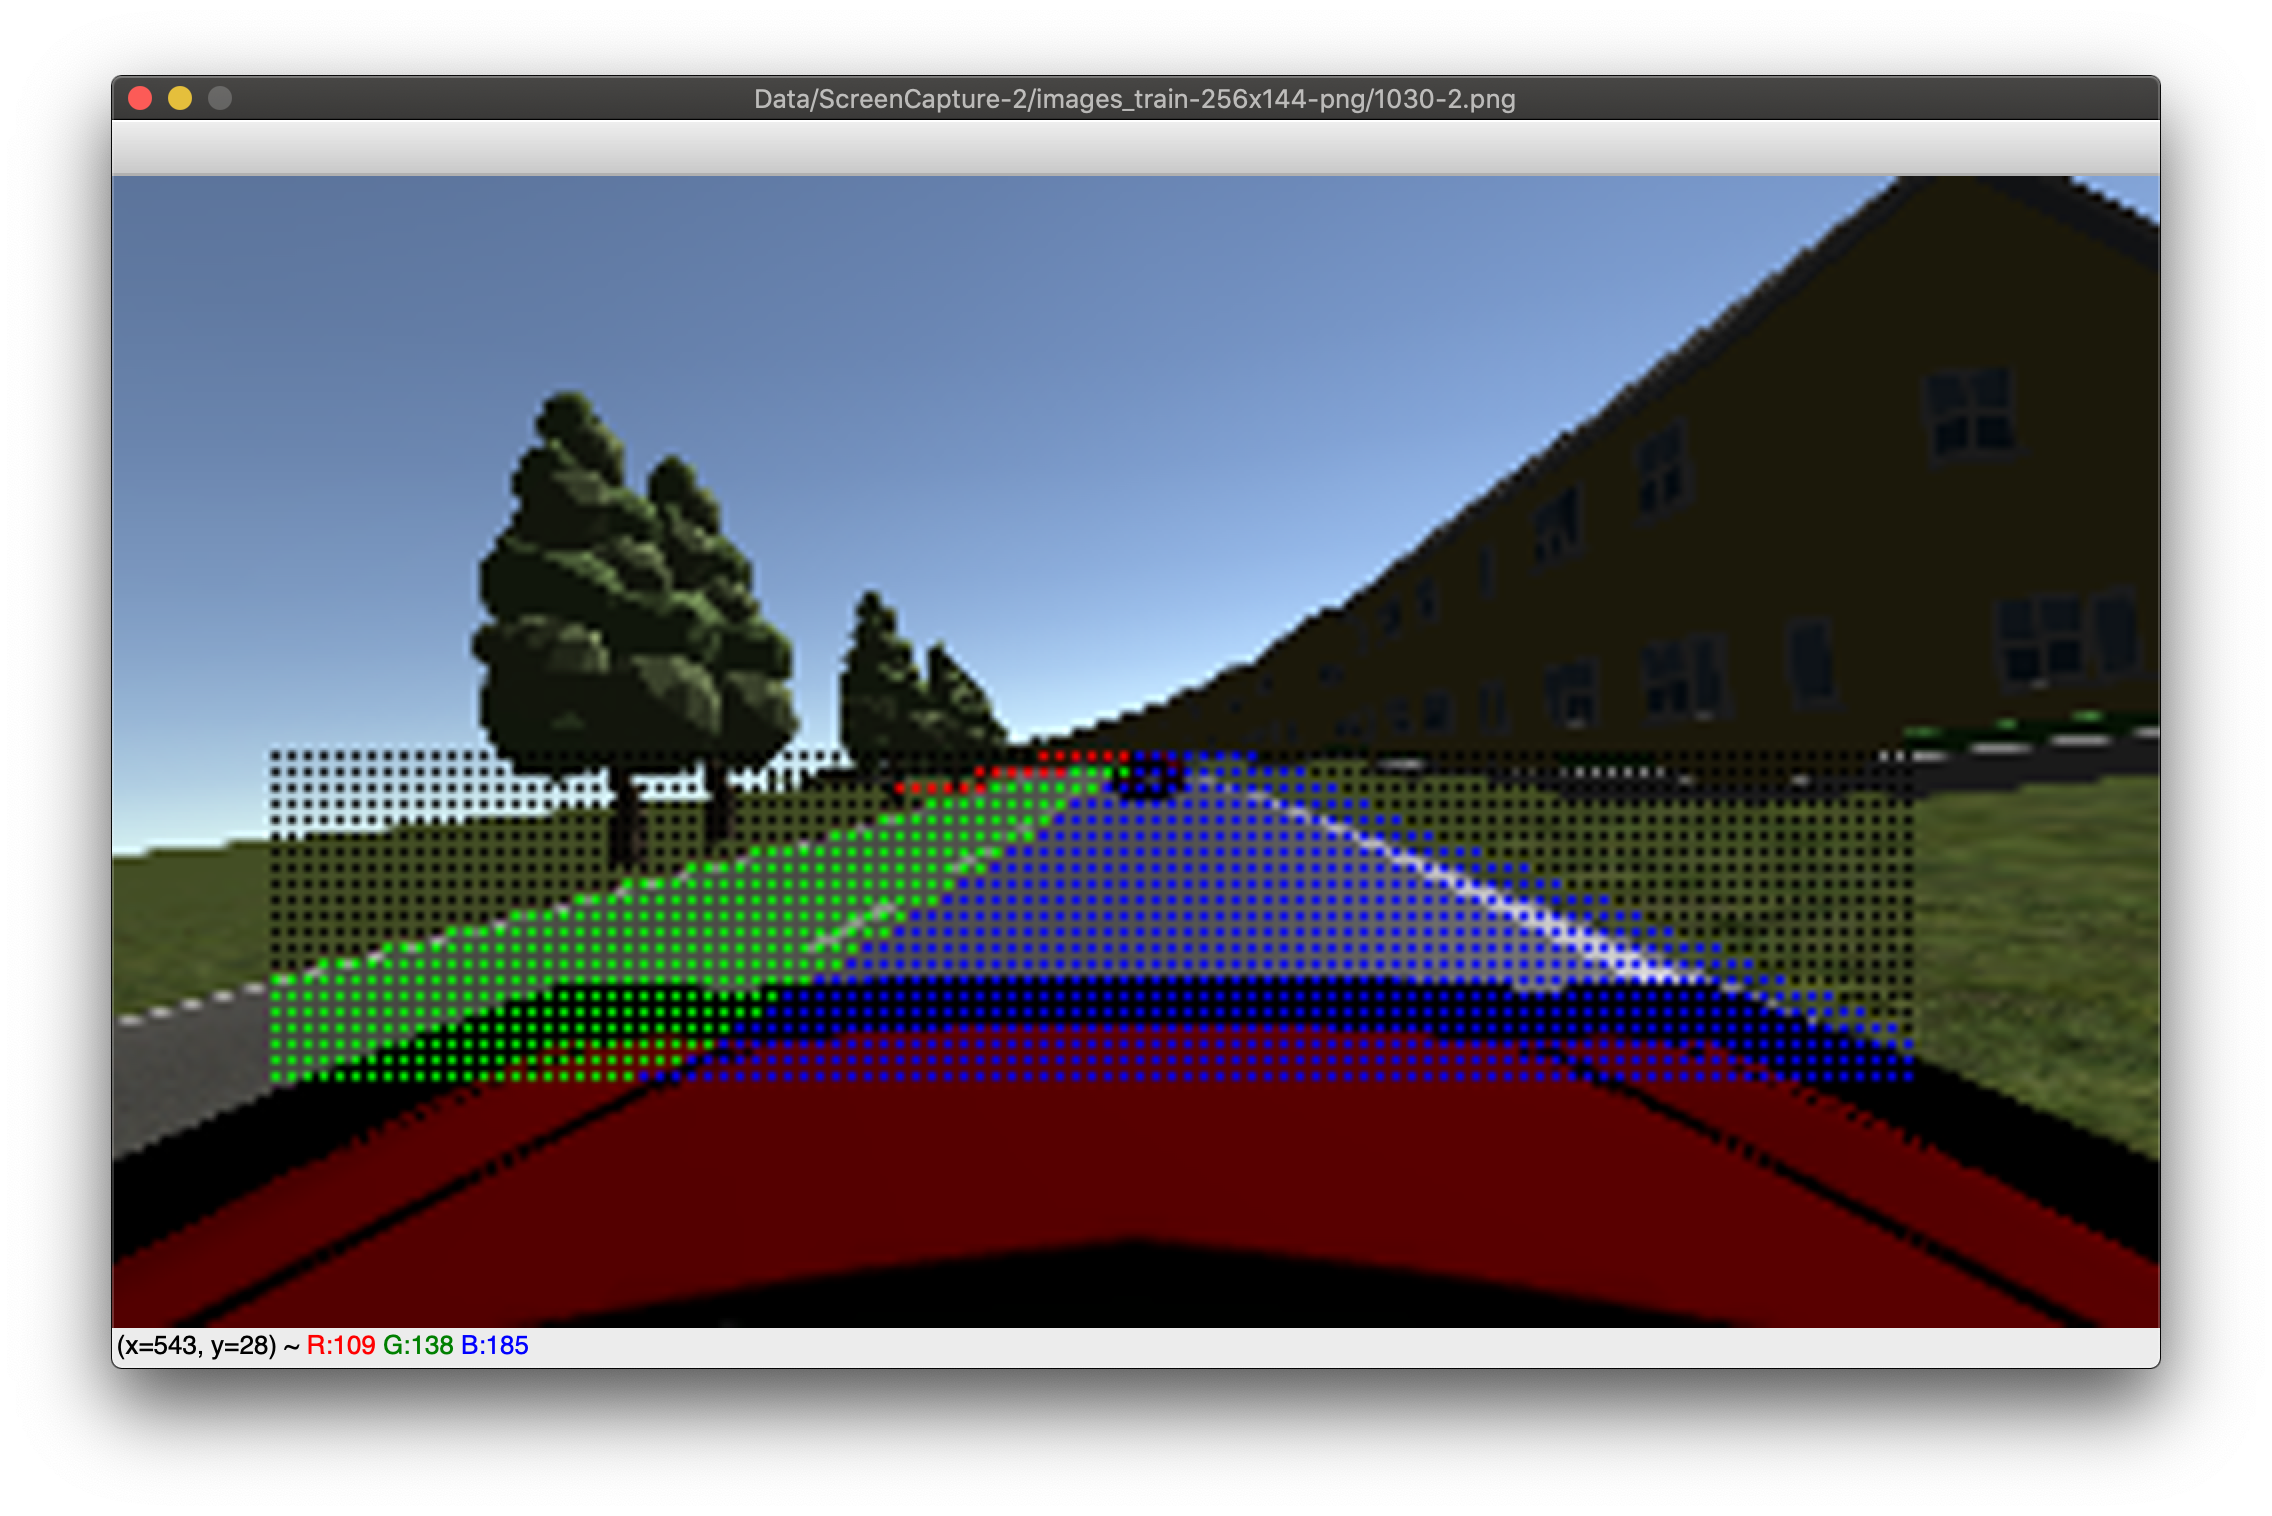 Data/ScreenCapture-2/images_train-256x144-png/1030-2.png
(x=543, y=28) ~ R:109 G:138 B:185